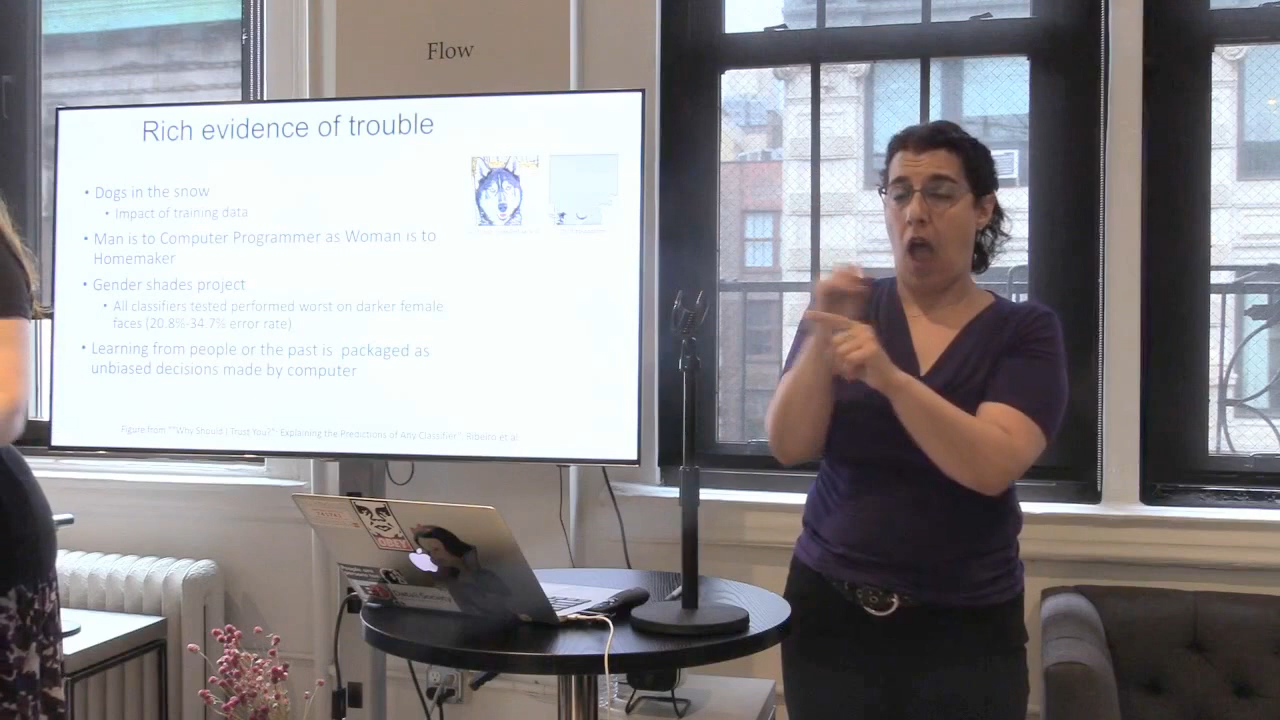 Flow
Rich evidence of trouble
• Dogs in the snow
• Impact of training data
• Man is to Computer Programmer as Woman is to
Homemaker
• Gender shades project
• All classifiers tested performed worst on darker female
faces (20.8%-34.7% error rate)
• Learning from people or the past is packaged as
unbiased decisions made by computer
Figure from ""Why Should I Trust You?": Explaining the Predictions of Any Classifier", Ribeiro et al
OBEY